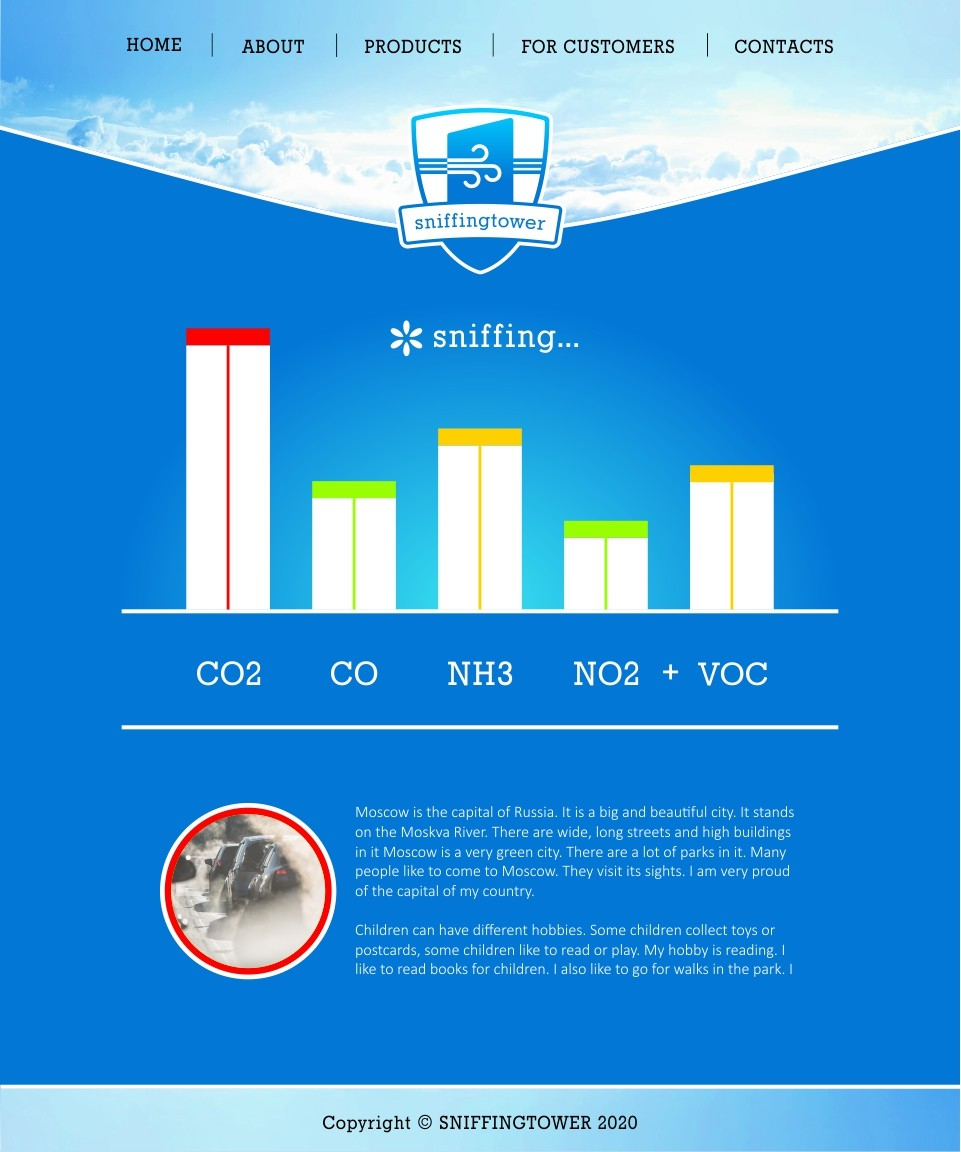 HOME ABOUT PRODUCTS FOR CUSTOMERS CONTACTS
sniffingtower
sniffing...
CO2 CO NH3 NO2 + VOC
Moscow is the capital of Russia. It is a big and beautiful city. It stands
on the Moskva River. There are wide, long streets and high buildings
in it Moscow is a very green city. There are a lot of parks in it. Many
people like to come to Moscow. They visit its sights. I am very proud
of the capital of my country.
Children can have different hobbies. Some children collect toys or
postcards, some children like to read or play. My hobby is reading. I
like to read books for children. I also like to go for walks in the park. I
Copyright © SNIFFINGTOWER 2020